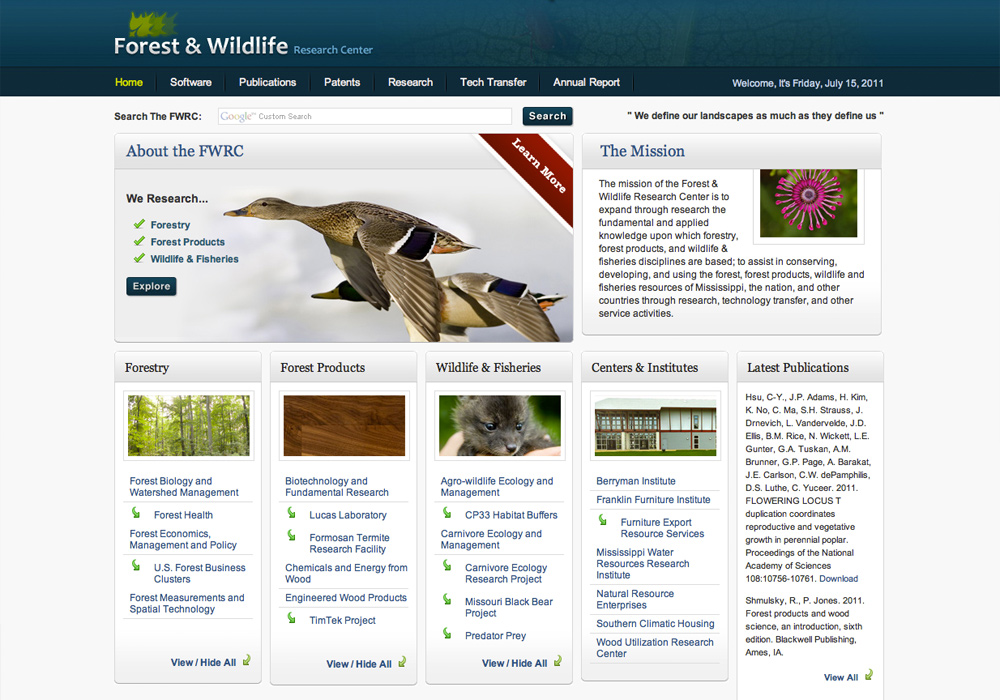 Forest & Wildlife Research Center
Home Software Publications Patents Research Tech Transfer Annual Report Welcome, It's Friday, July 15, 2011
Search The FWRC: Google™ Custom Search Search " We define our landscapes as much as they define us "
About the FWRC
Learn More
We Research...
Forestry
Forest Products
Wildlife & Fisheries
Explore
The Mission
The mission of the Forest &
Wildlife Research Center is to
expand through research the
fundamental and applied
knowledge upon which forestry,
forest products, and wildlife &
fisheries disciplines are based; to assist in conserving,
developing, and using the forest, forest products, wildlife and
fisheries resources of Mississippi, the nation, and other
countries through research, technology transfer, and other
service activities.
Forestry
Forest Biology and
Watershed Management
Forest Health
Forest Economics,
Management and Policy
U.S. Forest Business
Clusters
Forest Measurements and
Spatial Technology
View / Hide All
Forest Products
Biotechnology and
Fundamental Research
Lucas Laboratory
Formosan Termite
Research Facility
Chemicals and Energy from
Wood
Engineered Wood Products
TimTek Project
View / Hide All
Wildlife & Fisheries
Agro-wildlife Ecology and
Management
CP33 Habitat Buffers
Carnivore Ecology and
Management
Carnivore Ecology
Research Project
Missouri Black Bear
Project
Predator Prey
View / Hide All
Centers & Institutes
Berryman Institute
Franklin Furniture Institute
Furniture Export
Resource Services
Mississippi Water
Resources Research
Institute
Natural Resource
Enterprises
Southern Climatic Housing
Wood Utilization Research
Center
Latest Publications
Hsu, C-Y., J.P. Adams, H. Kim,
K. No, C. Ma, S.H. Strauss, J.
Drnevich, L. Vandervelde, J.D.
Ellis, B.M. Rice, N. Wickett, L.E.
Gunter, G.A. Tuskan, A.M.
Brunner, G.P. Page, A. Barakat,
J.E. Carlson, C.W. dePamphilis,
D.S. Luthe, C. Yuceer. 2011.
FLOWERING LOCUS T
duplication coordinates
reproductive and vegetative
growth in perennial poplar.
Proceedings of the National
Academy of Sciences
108:10756-10761. Download
Shmulsky, R., P. Jones. 2011.
Forest products and wood
science, an introduction, sixth
edition. Blackwell Publishing,
Ames, IA.
View All